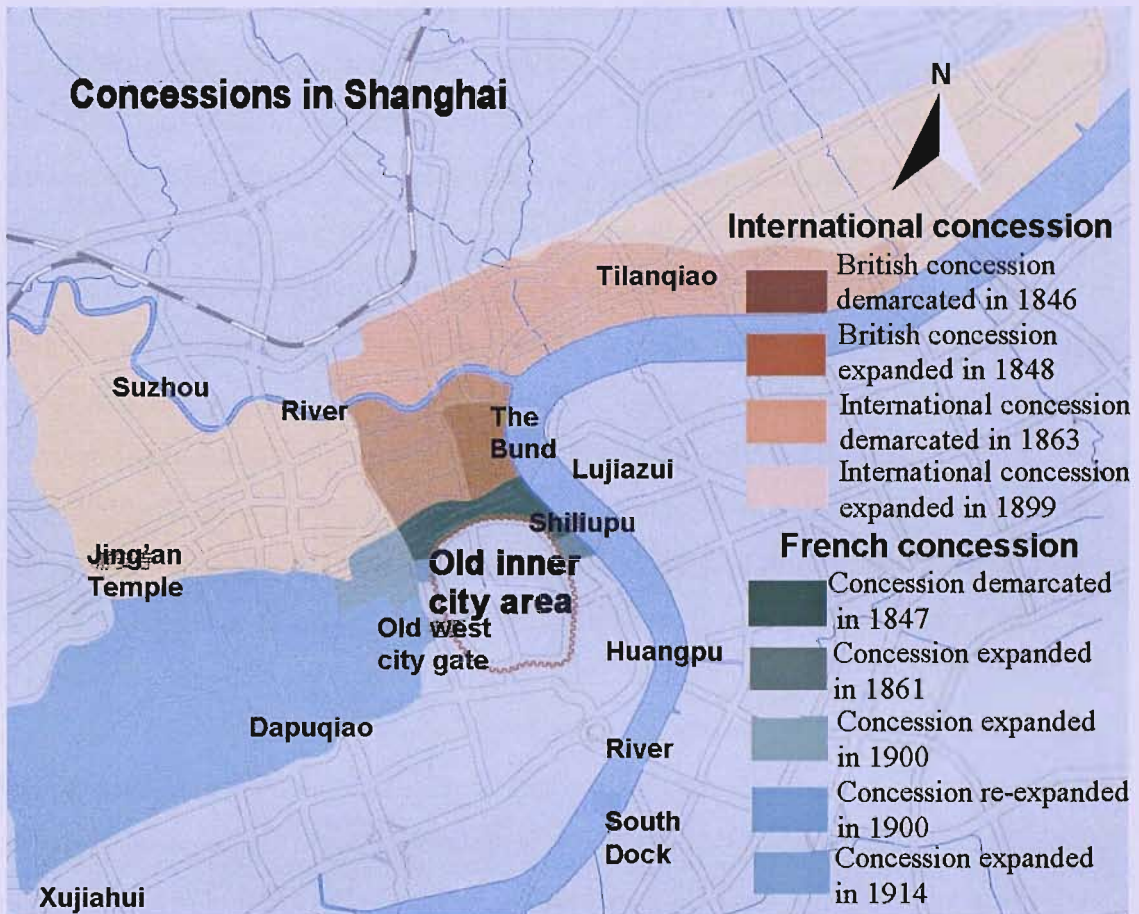 Concessions in Shanghai
N
International concession
British concession
demarcated in 1846
British concession
expanded in 1848
International concession
demarcated in 1863
International concession
expanded in 1899
French concession
Concession demarcated
in 1847
Concession expanded
in 1861
Concession expanded
in 1900
Concession re-expanded
in 1900
Concession expanded
in 1914
Tilanqiao
Suzhou
River
The
Bund
Lujiazui
Shiliupu
Jing'an
Temple
Old inner
city area
Old west
city gate
Huangpu
Dapuqiao
River
South
Dock
Xujiahui